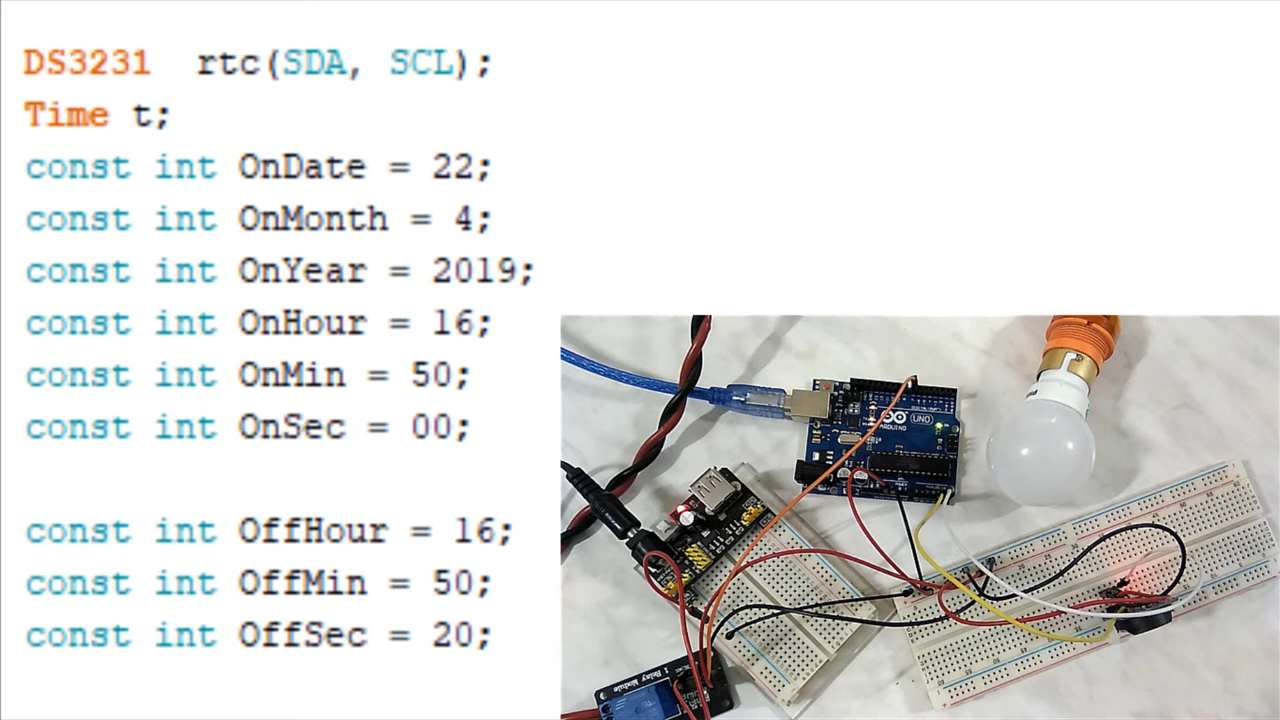 DS3231 rtc(SDA, SCL);
Time t;
const int OnDate = 22;
const int OnMonth = 4;
const int OnYear = 2019;
const int OnHour = 16;
const int OnMin = 50;
const int OnSec = 00;
const int OffHour = 16;
const int OffMin = 50;
const int OffSec = 20;
UNO
ARDUINO
1 Relay Module